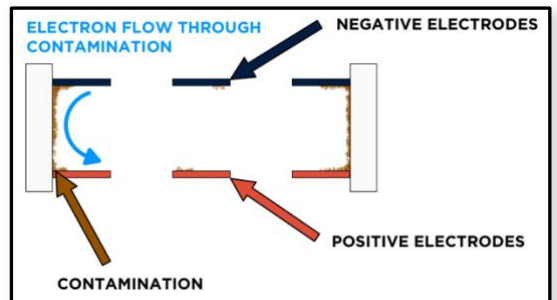 ELECTRON FLOW THROUGH
CONTAMINATION
NEGATIVE ELECTRODES
POSITIVE ELECTRODES
CONTAMINATION